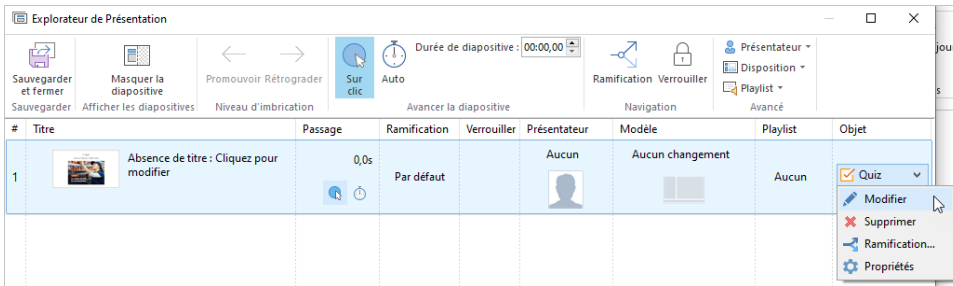 Explorateur de Présentation
Durée de diapositive : 00:00,00
Sauvegarder et fermer
Masquer la diapositive
Promouvoir Rétrograder
Sur clic
Auto
Ramification Verrouiller
Présentateur
Disposition
Playlist
Sauvegarder
Afficher les diapositives
Niveau d'imbrication
Avancer la diapositive
Navigation
Avancé
# Titre Passage Ramification Verrouiller Présentateur Modèle Playlist Objet
1
Absence de titre : Cliquez pour
modifier
0,0s
Par défaut
Aucun
Aucun changement
Aucun
Quiz
Modifier
Supprimer
Ramification...
Propriétés
jou
s